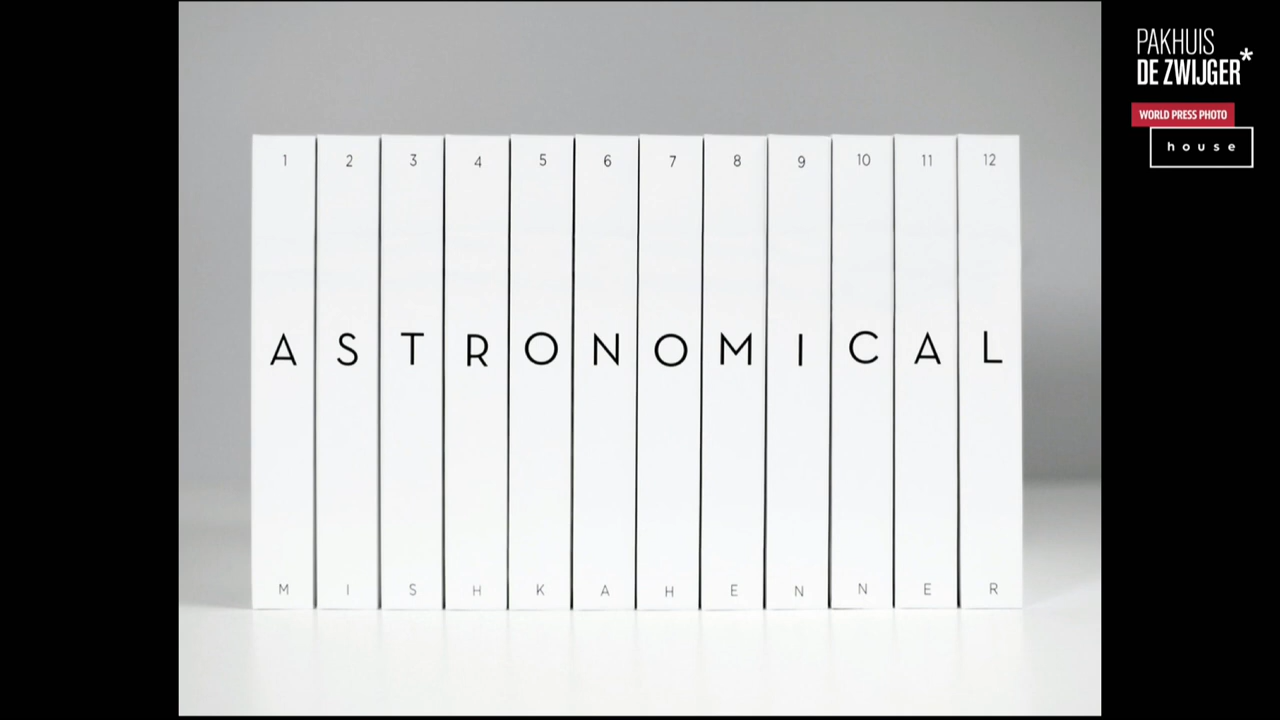 PAKHUIS
DE ZWIJGER*
WORLD PRESS PHOTO
house
1 2 3 4 5 6 7 8 9 10 11 12
A S T R O N O M I C A L
M I S H K A H E N N E R